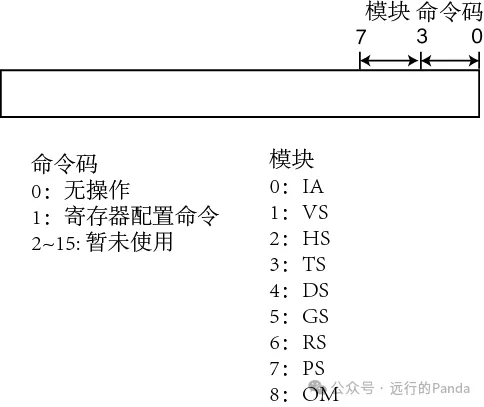 模块 命令码
7 3 0
命令码
0：无操作
1：寄存器配置命令
2~15: 暂未使用
模块
0：IA
1：VS
2：HS
3：TS
4：DS
5：GS
6：RS
7：PS
8：OM
公众号 · 远行的Panda